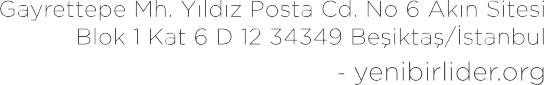 Gayrettepe Mh. Yıldız Posta Cd. No 6 Akın Sitesi
Blok 1 Kat 6 D 12 34349 Beşiktaş/İstanbul
- yenibirlider.org